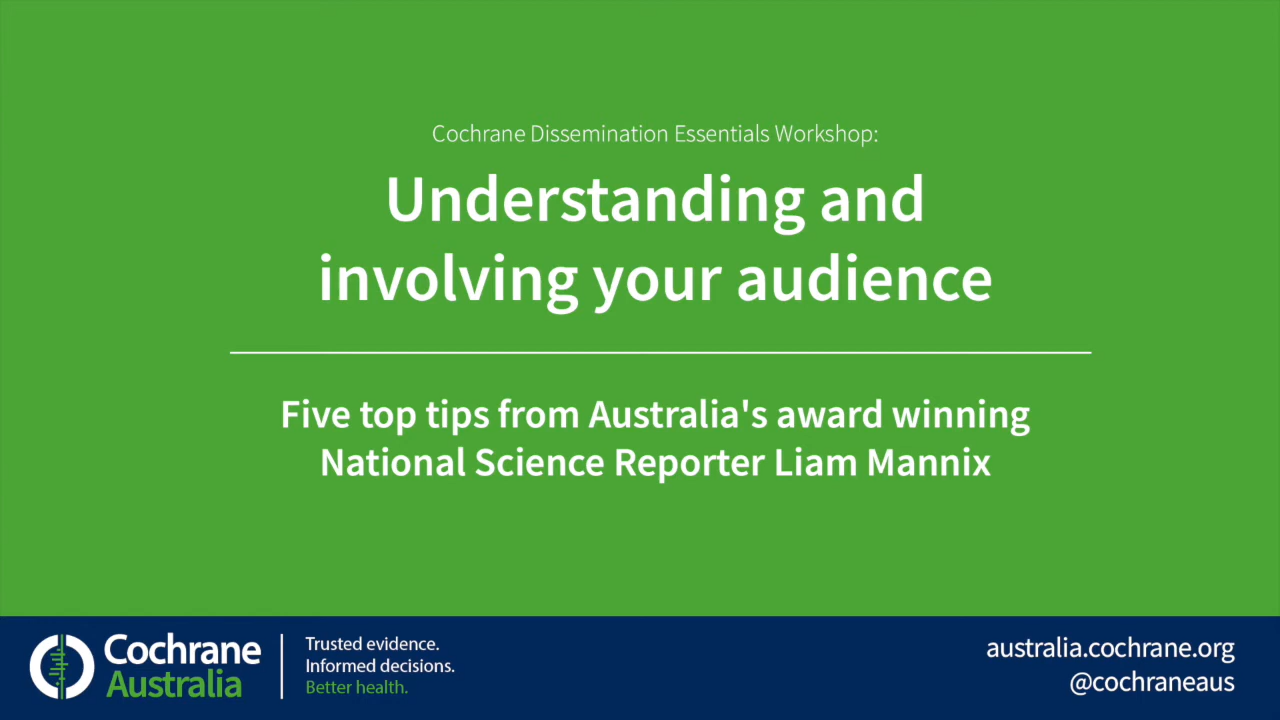 Cochrane Dissemination Essentials Workshop:
Understanding and
involving your audience
Five top tips from Australia's award winning
National Science Reporter Liam Mannix
Cochrane
Australia
Trusted evidence.
Informed decisions.
Better health.
australia.cochrane.org
@cochraneaus